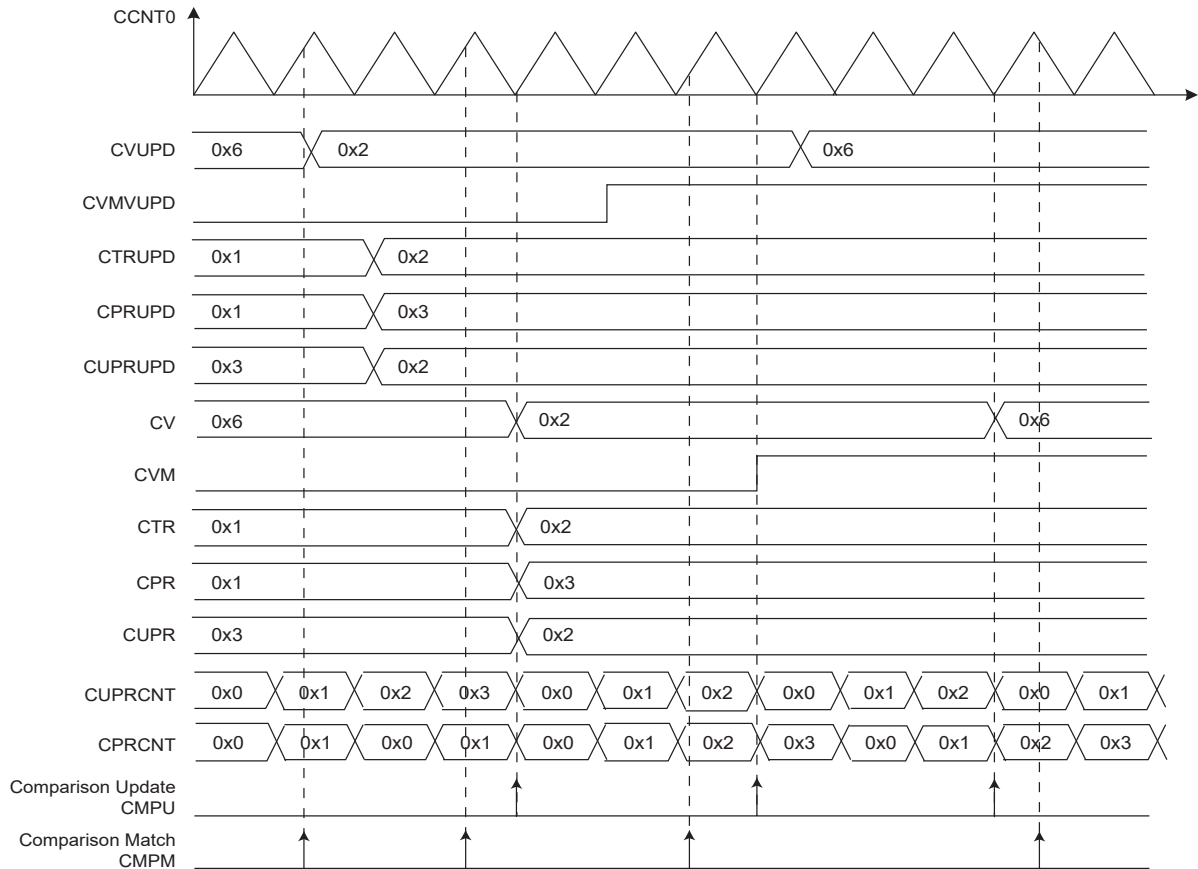 CCNT0
CVUPD 0x6 0x2 0x6
CVMVUPD
CTRUPD 0x1 0x2
CPRUPD 0x1 0x3
CUPRUPD 0x3 0x2
CV 0x6 0x2 0x6
CVM
CTR 0x1 0x2
CPR 0x1 0x3
CUPR 0x3 0x2
CUPRCNT 0x0 0x1 0x2 0x3 0x0 0x1 0x2 0x0 0x1 0x2 0x0 0x1
CPRCNT 0x0 0x1 0x0 0x1 0x0 0x1 0x2 0x3 0x0 0x1 0x2 0x3
Comparison Update
CMPU
Comparison Match
CMPM